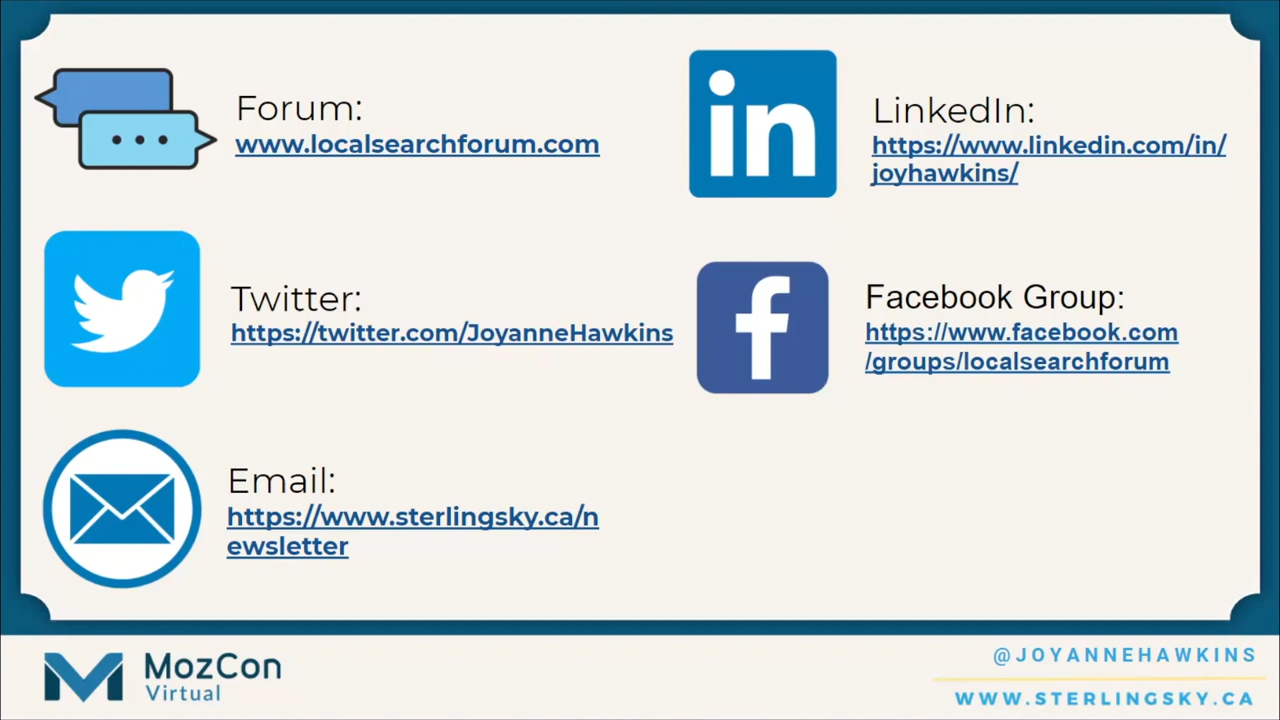 Forum:
www.localsearchforum.com
LinkedIn:
https://www.linkedin.com/in/
joyhawkins/
Twitter:
https://twitter.com/JoyanneHawkins
Facebook Group:
https://www.facebook.com
/groups/localsearchforum
Email:
https://www.sterlingsky.ca/n
ewsletter
MozCon
Virtual
@JOYANNEHAWKINS
WWW.STERLINGSKY.CA